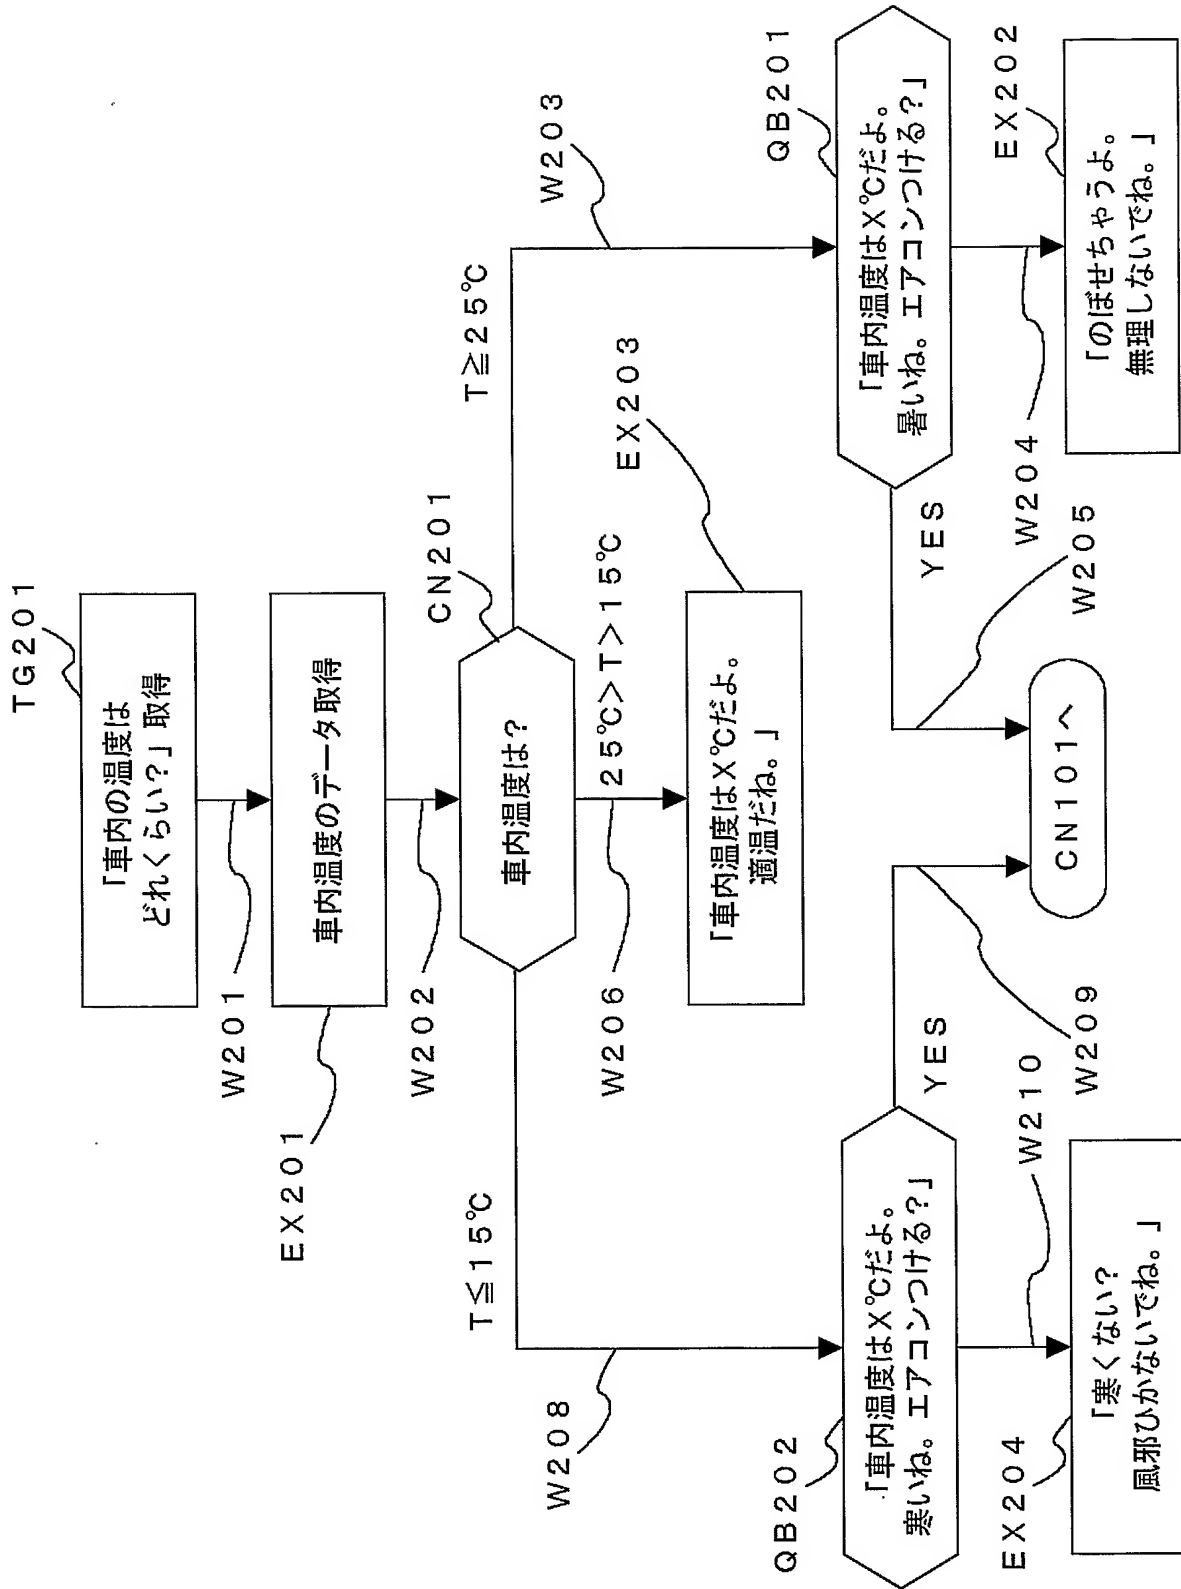 TG201
「車内の温度は
どれくらい？」取得
W201
EX201
車内温度のデータ取得
W202
CN201
車内温度は？
T≦15℃
25℃>T>15℃
T≧25℃
W208
W206
W203
EX203
「車内温度はX℃だよ。
適温だね。」
QB202
「車内温度はX℃だよ。
寒いね。エアコンつける？」
YES
W209
QB201
「車内温度はX℃だよ。
暑いね。エアコンつける？」
YES
W205
CN101へ
W210
EX204
「寒くない？
風邪ひかないでね。」
W204
EX202
「のぼせちゃうよ。
無理しないでね。」